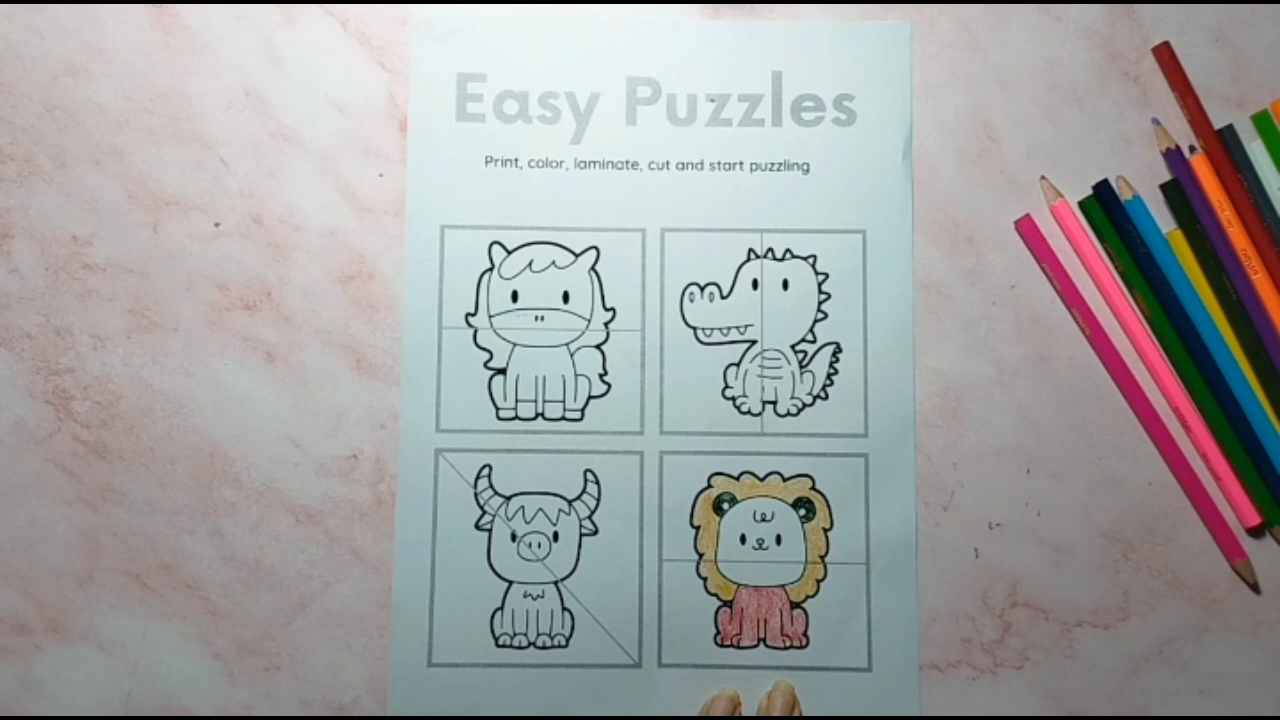 Easy Puzzles
Print, color, laminate, cut and start puzzling